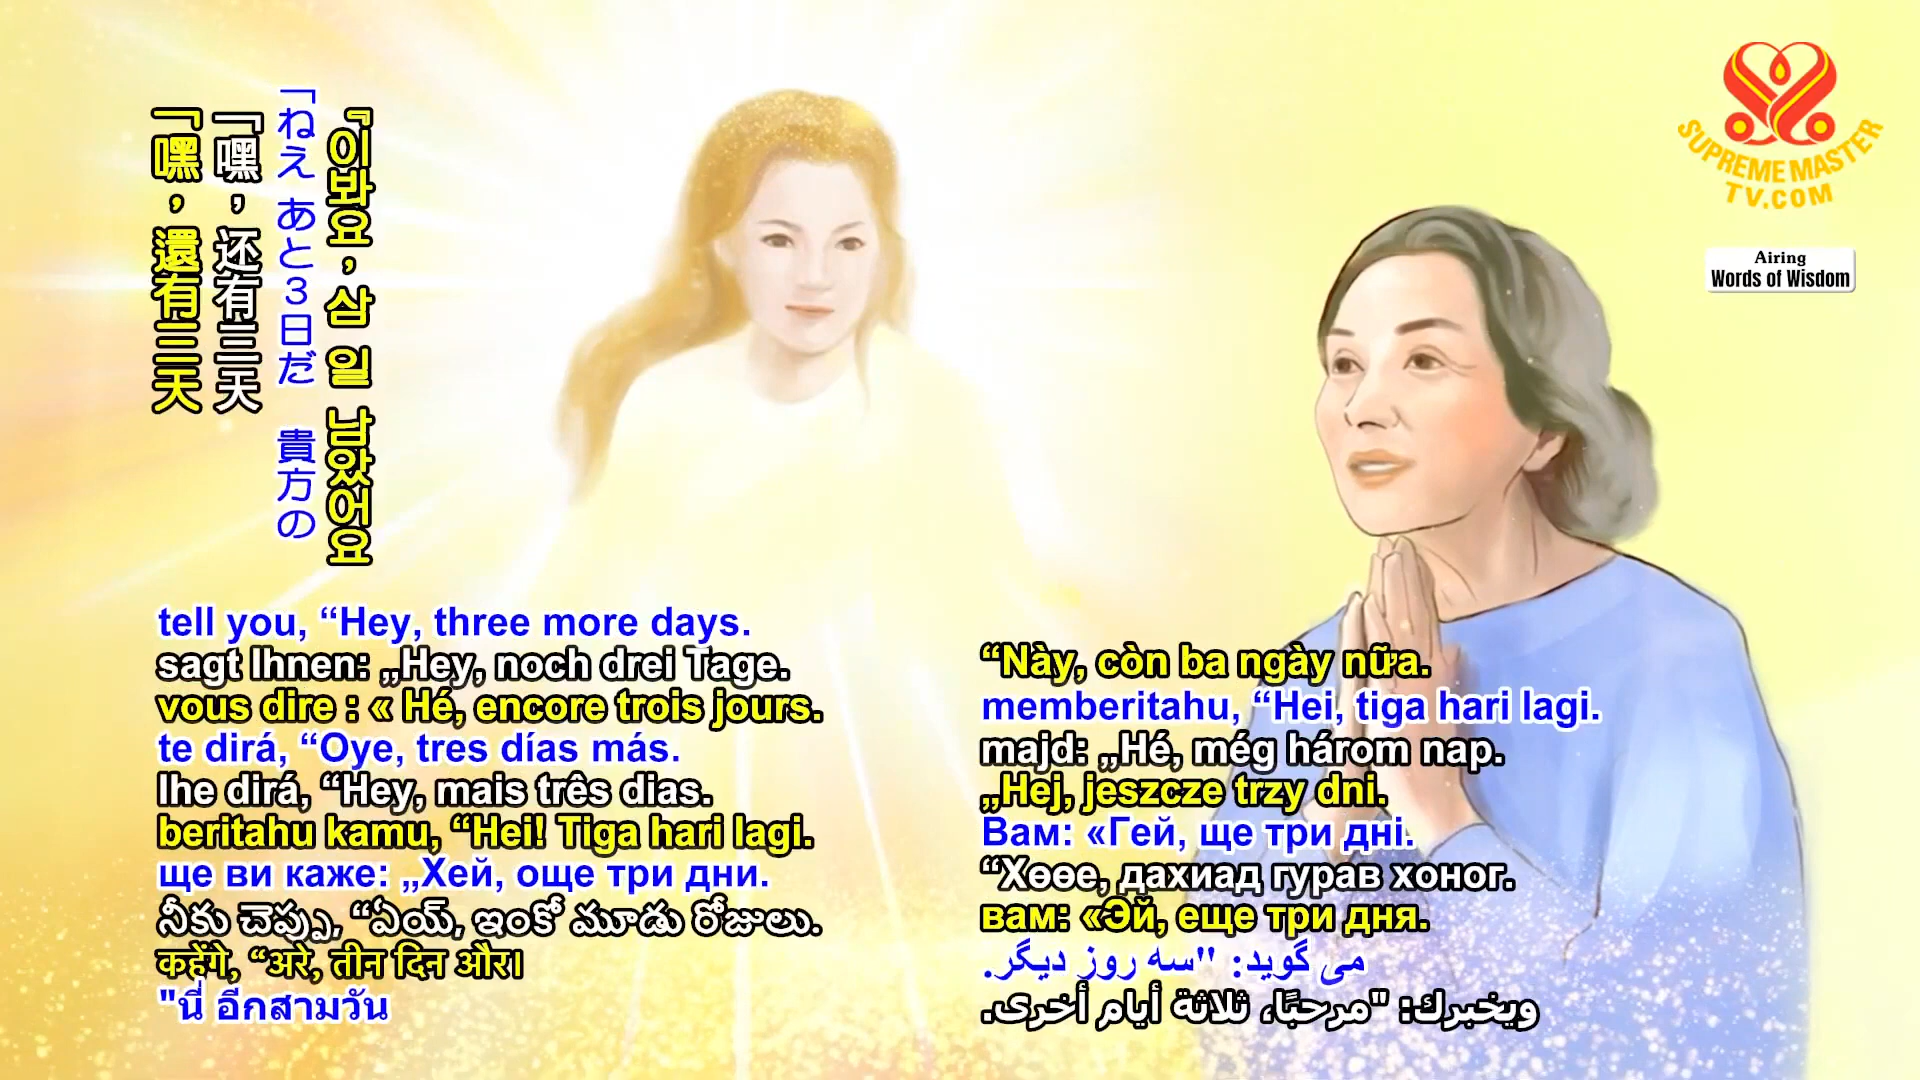 「嘿，還有三天
「嘿，还有三天
「ねえ あと３日だ 貴方の
『이봐요, 삼 일 남았어요
tell you, “Hey, three more days.
sagt Ihnen: „Hey, noch drei Tage.
vous dire : « Hé, encore trois jours.
te dirá, “Oye, tres días más.
lhe dirá, “Hey, mais três dias.
beritahu kamu, “Hei! Tiga hari lagi.
ще ви каже: „Хей, още три дни.
నీకు చెప్పు, “ఏయ్, ఇంకో మూడు రోజులు.
कहेंगे, “अरे, तीन दिन और।
"นี่ อีกสามวัน
“Này, còn ba ngày nữa.
memberitahu, “Hei, tiga hari lagi.
majd: „Hé, még három nap.
„Hej, jeszcze trzy dni.
Вам: «Гей, ще три дні.
“Хөөе, дахиад гурав хоног.
вам: «Эй, еще три дня.
می گوید: "سه روز دیگر.
ويخبرك: "مرحبًا، ثلاثة أيام أخرى.
SUPREME MASTER
TV.COM
Airing
Words of Wisdom